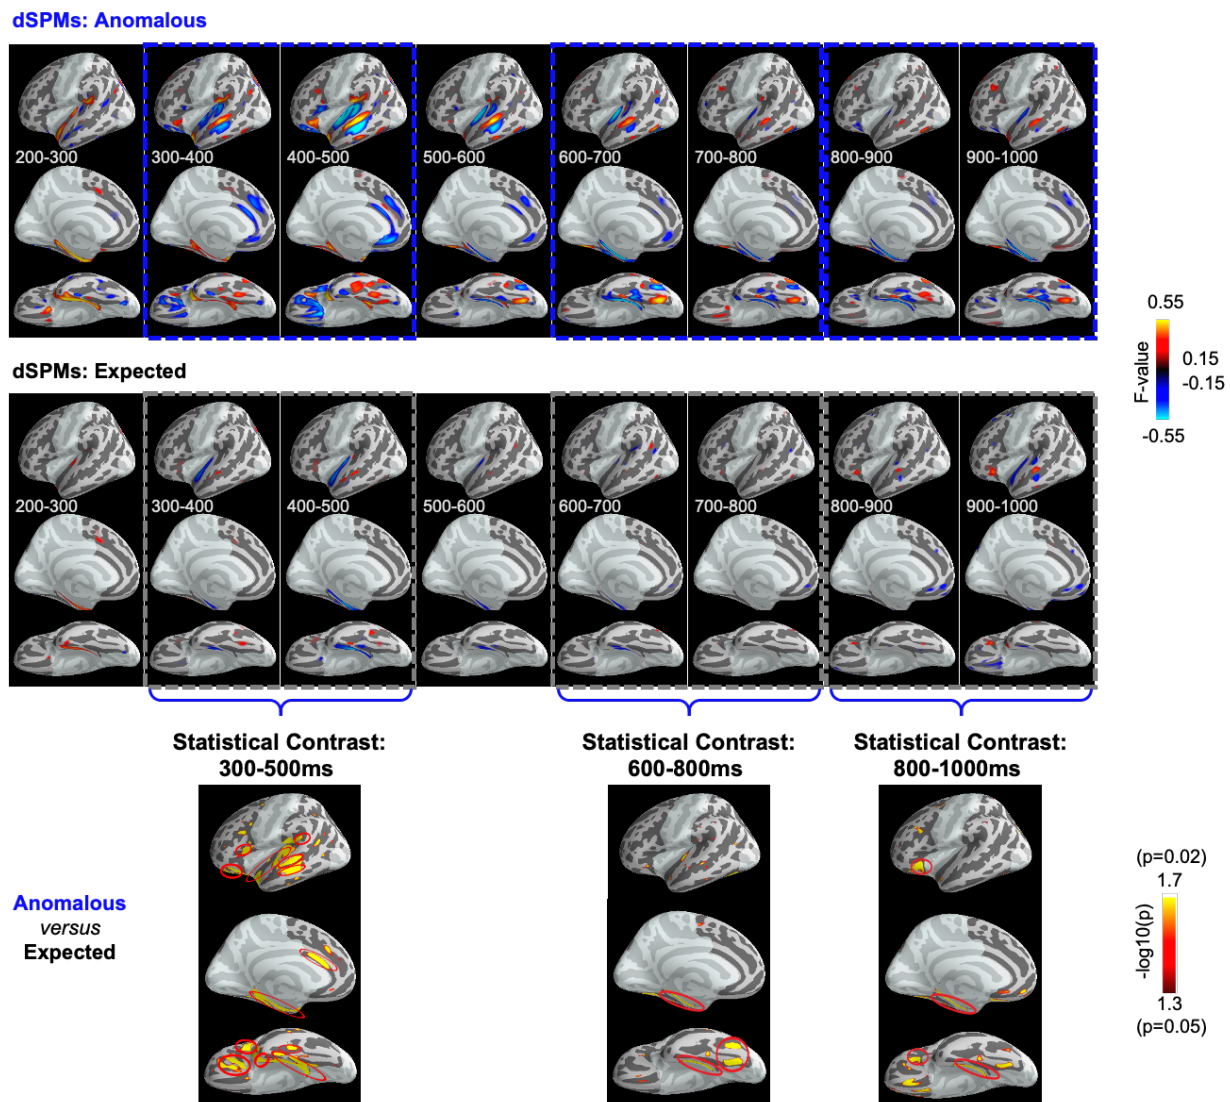 dSPMs: Anomalous
200-300
300-400
400-500
500-600
600-700
700-800
800-900
900-1000
dSPMs: Expected
200-300
300-400
400-500
500-600
600-700
700-800
800-900
900-1000
0.55
F-value
0.15
-0.15
-0.55
Statistical Contrast:
300-500ms
Statistical Contrast:
600-800ms
Statistical Contrast:
800-1000ms
Anomalous
versus
Expected
(p=0.02)
1.7
-log10(p)
1.3
(p=0.05)